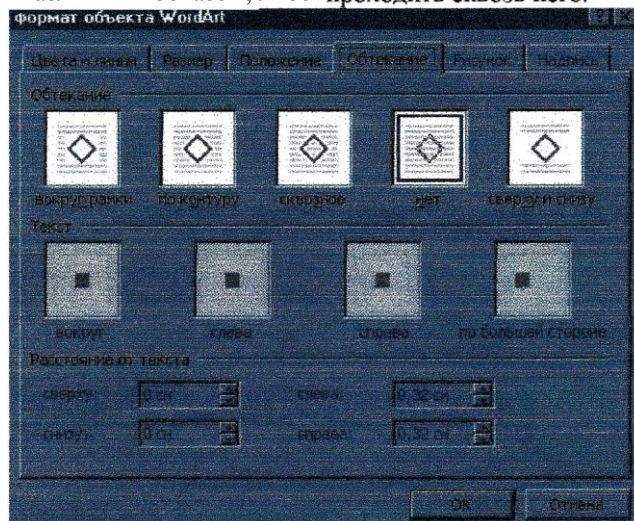 проходить сквозь него.
формат объекта WordArt
Цвета и линии Размер Положение Обтекание Рисунок Надпись
Обтекание
вокруг рамки по контуру сквозное нет сверху и снизу
Текст
вокруг слева справа по большей стороне
Расстояние от текста
сверху: 0 см слева: 0,32 см
снизу: 0 см справа: 0,32 см
ОК Отмена